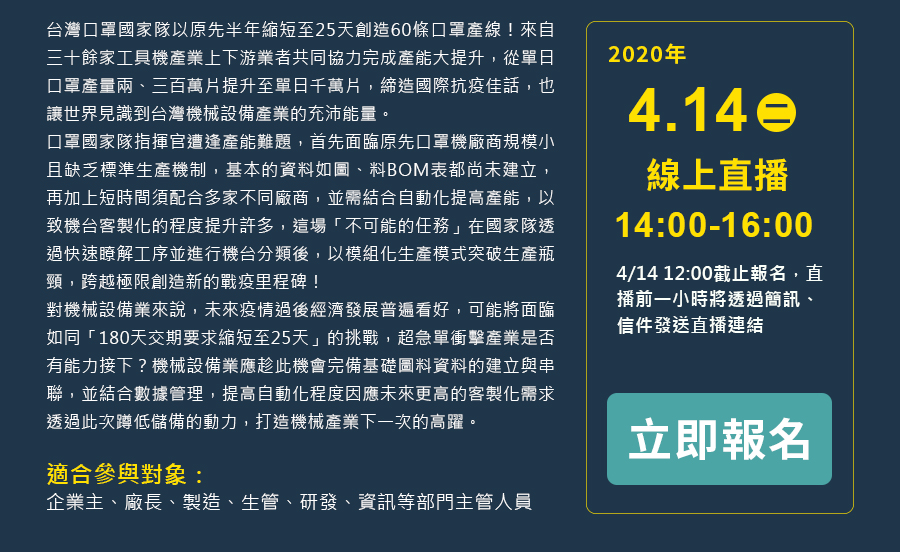 台灣口罩國家隊以原先半年縮短至25天創造60條口罩產線！來自
三十餘家工具機產業上下游業者共同協力完成產能大提升，從單日
口罩產量兩、三百萬片提升至單日千萬片，締造國際抗疫佳話，也
讓世界見識到台灣機械設備產業的充沛能量。
口罩國家隊指揮官遭逢產能難題，首先面臨原先口罩機廠商規模小
且缺乏標準生產機制，基本的資料如圖、料BOM表都尚未建立，
再加上短時間須配合多家不同廠商，並需結合自動化提高產能，以
致機台客製化的程度提升許多，這場「不可能的任務」在國家隊透
過快速瞭解工序並進行機台分類後，以模組化生產模式突破生產瓶
頸，跨越極限創造新的戰疫里程碑！
對機械設備業來說，未來疫情過後經濟發展普遍看好，可能將面臨
如同「180天交期要求縮短至25天」的挑戰，超急單衝擊產業是否
有能力接下？機械設備業應趁此機會完備基礎圖料資料的建立與串
聯，並結合數據管理，提高自動化程度因應未來更高的客製化需求
透過此次蹲低儲備的動力，打造機械產業下一次的高躍。
適合參與對象：
企業主、廠長、製造、生管、研發、資訊等部門主管人員
2020年
4.14 二
線上直播
14:00-16:00
4/14 12:00截止報名，直
播前一小時將透過簡訊、
信件發送直播連結
立即報名